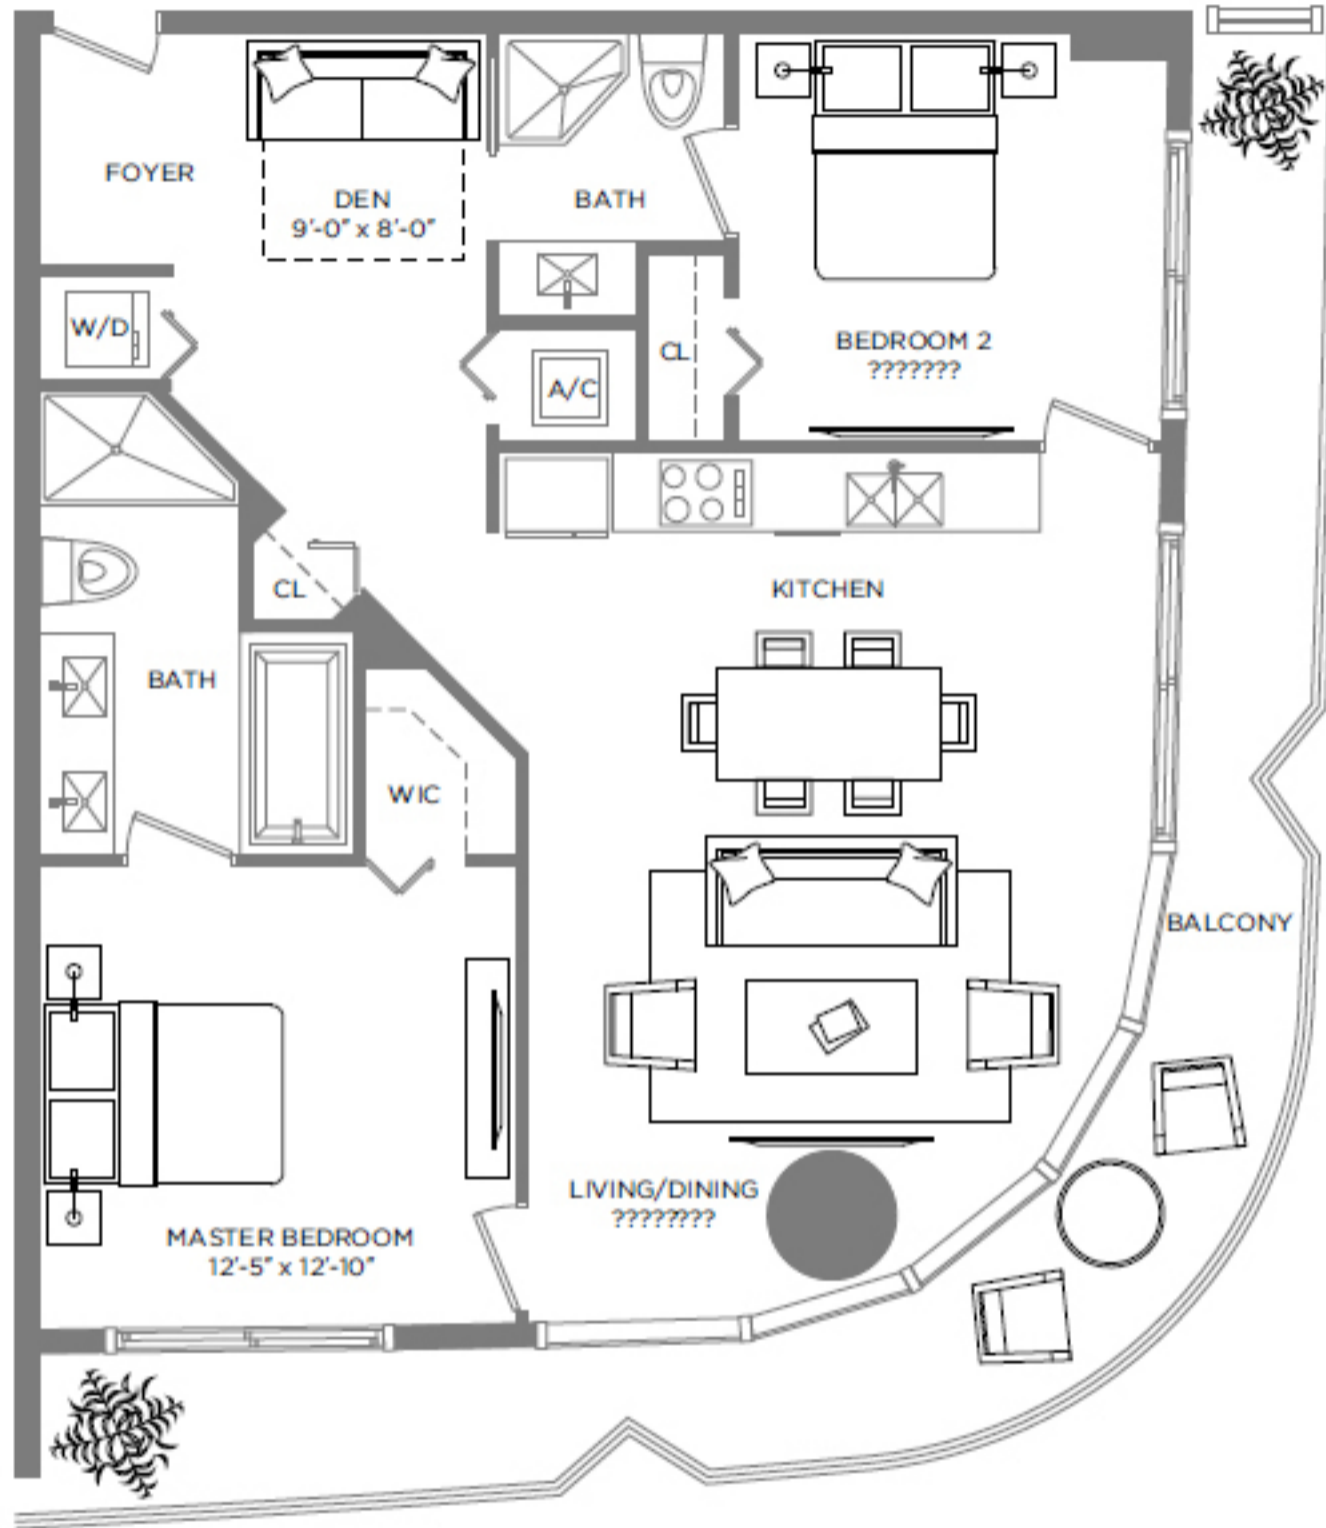 FOYER
DEN
9'-0" x 8'-0"
BATH
W/D
A/C
CL
BEDROOM 2
???????
CL
KITCHEN
BATH
WIC
BALCONY
LIVING/DINING
????????
MASTER BEDROOM
12'-5" x 12'-10"